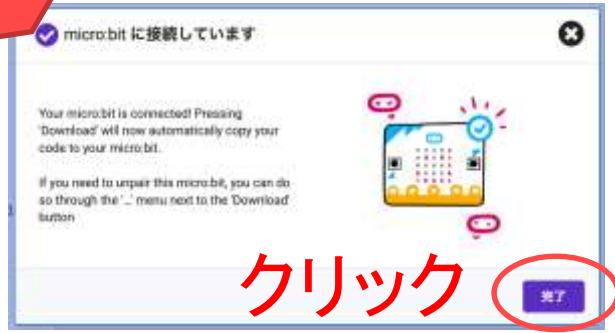 micro:bit に接続しています
Your micro:bit is connected! Pressing
'Download' will now automatically copy your
code to your micro:bit.
If you need to unpair this micro:bit, you can do
so through the '...' menu next to the 'Download'
button
クリック
完了